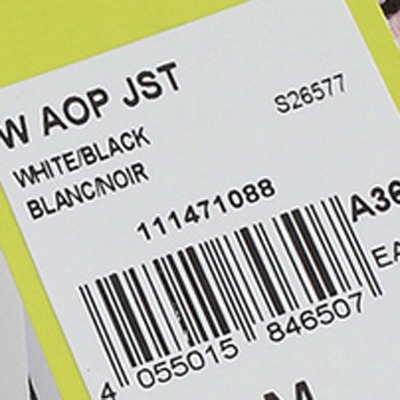 W AOP JST
S26577
WHITE/BLACK
BLANC/NOIR
111471088
A36
EA
4 055015 846507
M